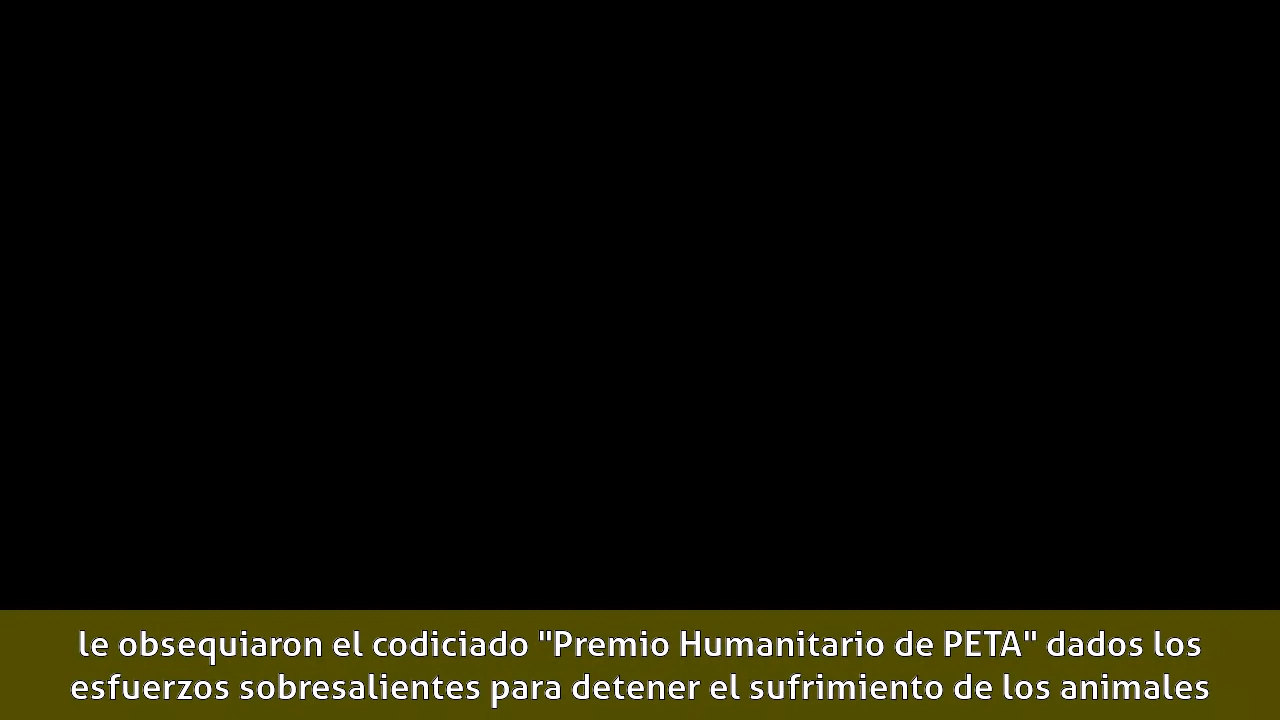 le obsequiaron el codiciado "Premio Humanitario de PETA" dados los
esfuerzos sobresalientes para detener el sufrimiento de los animales